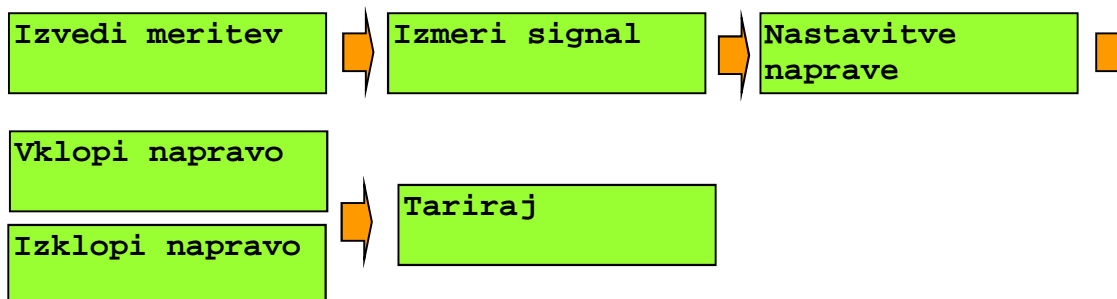 Izvedi meritev
Izmeri signal
Nastavitve
naprave
Vklopi napravo
Tariraj
Izklopi napravo